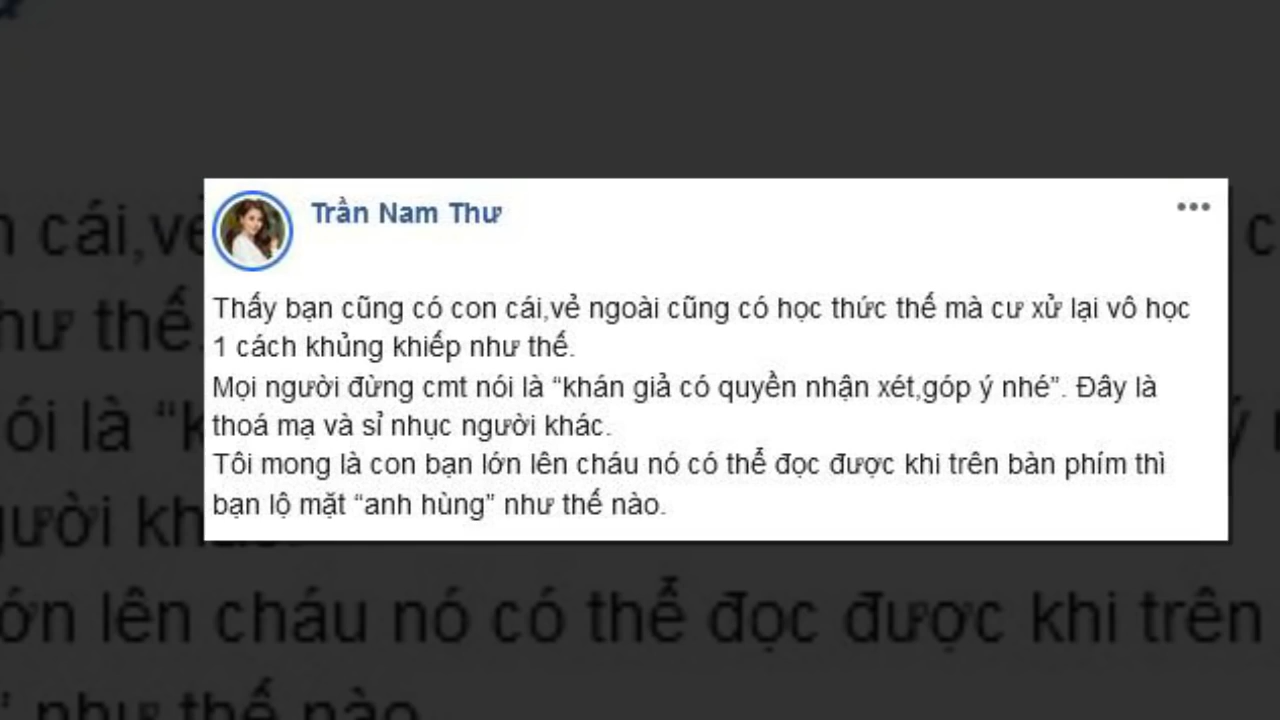 Trần Nam Thư
Thấy bạn cũng có con cái,vẻ ngoài cũng có học thức thế mà cư xử lại vô học
1 cách khủng khiếp như thế.
Mọi người đừng cmt nói là “khán giả có quyền nhận xét,góp ý nhé”. Đây là
thoá mạ và sỉ nhục người khác.
Tôi mong là con bạn lớn lên cháu nó có thể đọc được khi trên bàn phím thì
bạn lộ mặt “anh hùng” như thế nào.